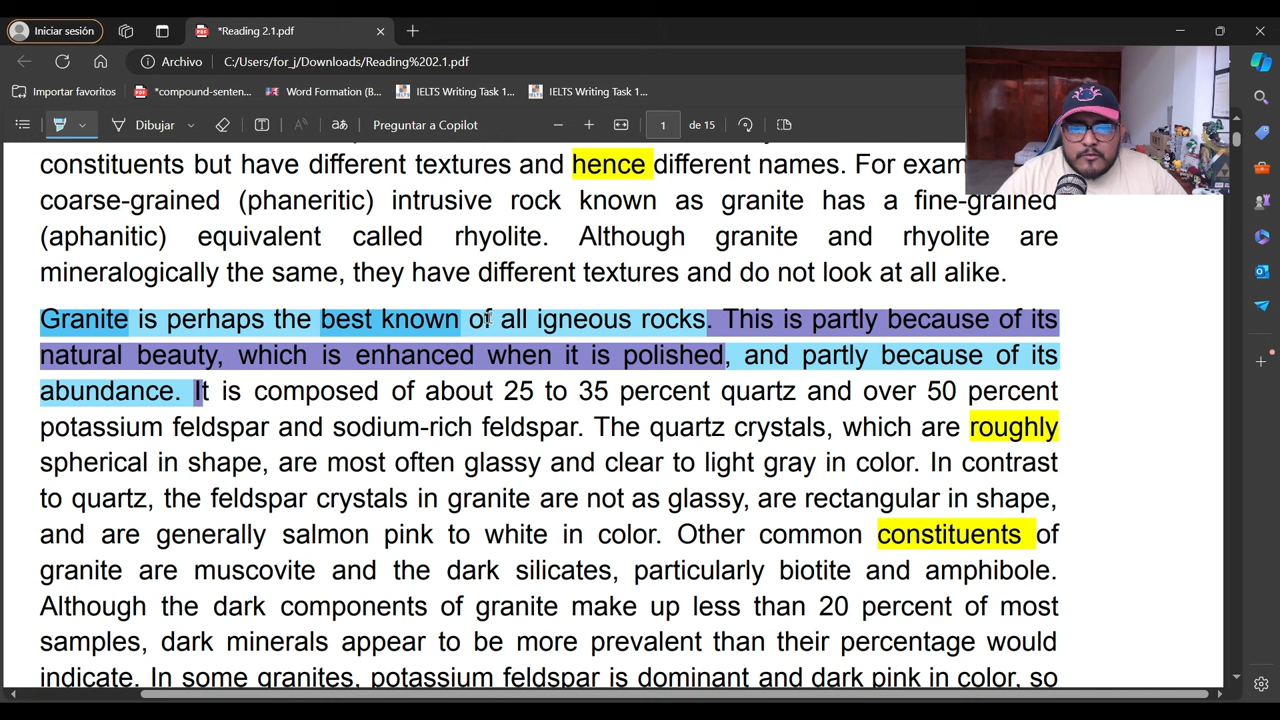 Iniciar sesión
*Reading 2.1.pdf
Archivo
C:/Users/for_j/Downloads/Reading%202.1.pdf
Importar favoritos
*compound-senten...
Word Formation (B...
IELTS Writing Task 1...
IELTS Writing Task 1...
Dibujar
Preguntar a Copilot
1
de 15
constituents but have different textures and hence different names. For exam
coarse-grained (phaneritic) intrusive rock known as granite has a fine-grained
(aphanitic) equivalent called rhyolite. Although granite and rhyolite are
mineralogically the same, they have different textures and do not look at all alike.
Granite is perhaps the best known of all igneous rocks. This is partly because of its
natural beauty, which is enhanced when it is polished, and partly because of its
abundance. It is composed of about 25 to 35 percent quartz and over 50 percent
potassium feldspar and sodium-rich feldspar. The quartz crystals, which are roughly
spherical in shape, are most often glassy and clear to light gray in color. In contrast
to quartz, the feldspar crystals in granite are not as glassy, are rectangular in shape,
and are generally salmon pink to white in color. Other common constituents of
granite are muscovite and the dark silicates, particularly biotite and amphibole.
Although the dark components of granite make up less than 20 percent of most
samples, dark minerals appear to be more prevalent than their percentage would
indicate. In some granites, potassium feldspar is dominant and dark pink in color, so